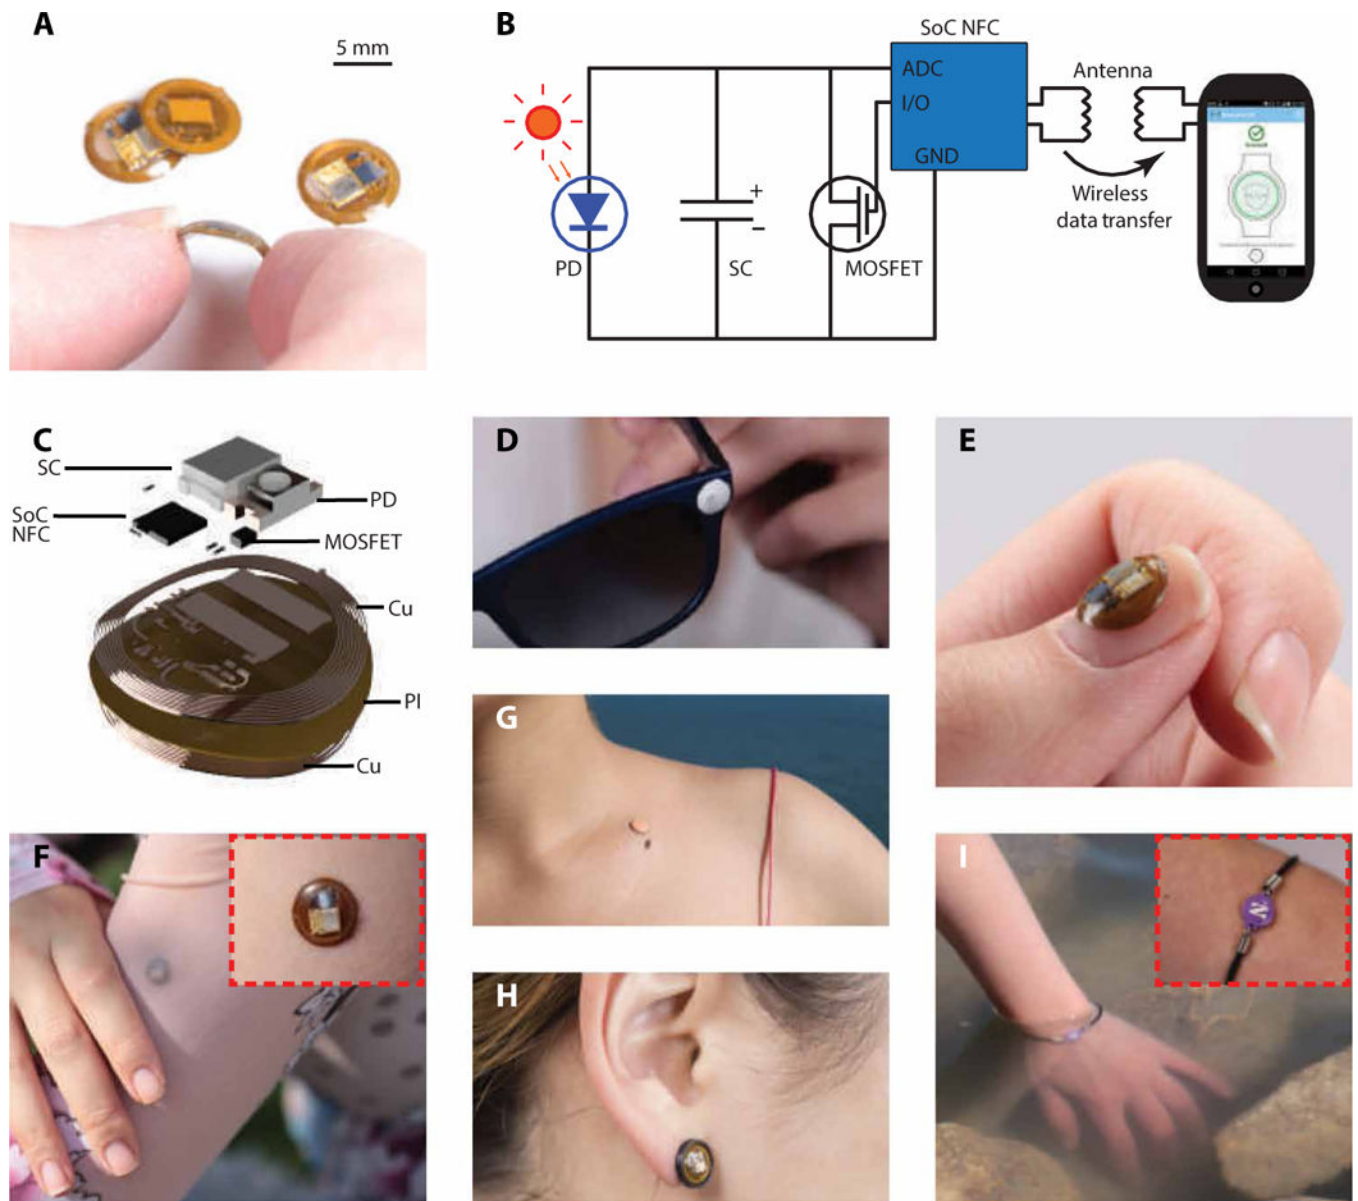 A
5 mm
B
SoC NFC
ADC
I/O
GND
Antenna
Wireless
data transfer
PD
+
–
SC
MOSFET
C
SC
SoC
NFC
PD
MOSFET
Cu
PI
Cu
D
E
F
G
H
I
N